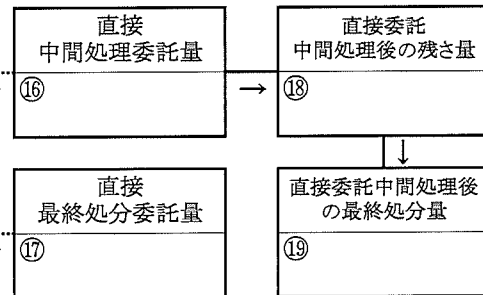 直接
中間処理委託量
⑯
→
直接委託
中間処理後の残さ量
⑱
↓
直接
最終処分委託量
⑰
直接委託中間処理後
の最終処分量
⑲